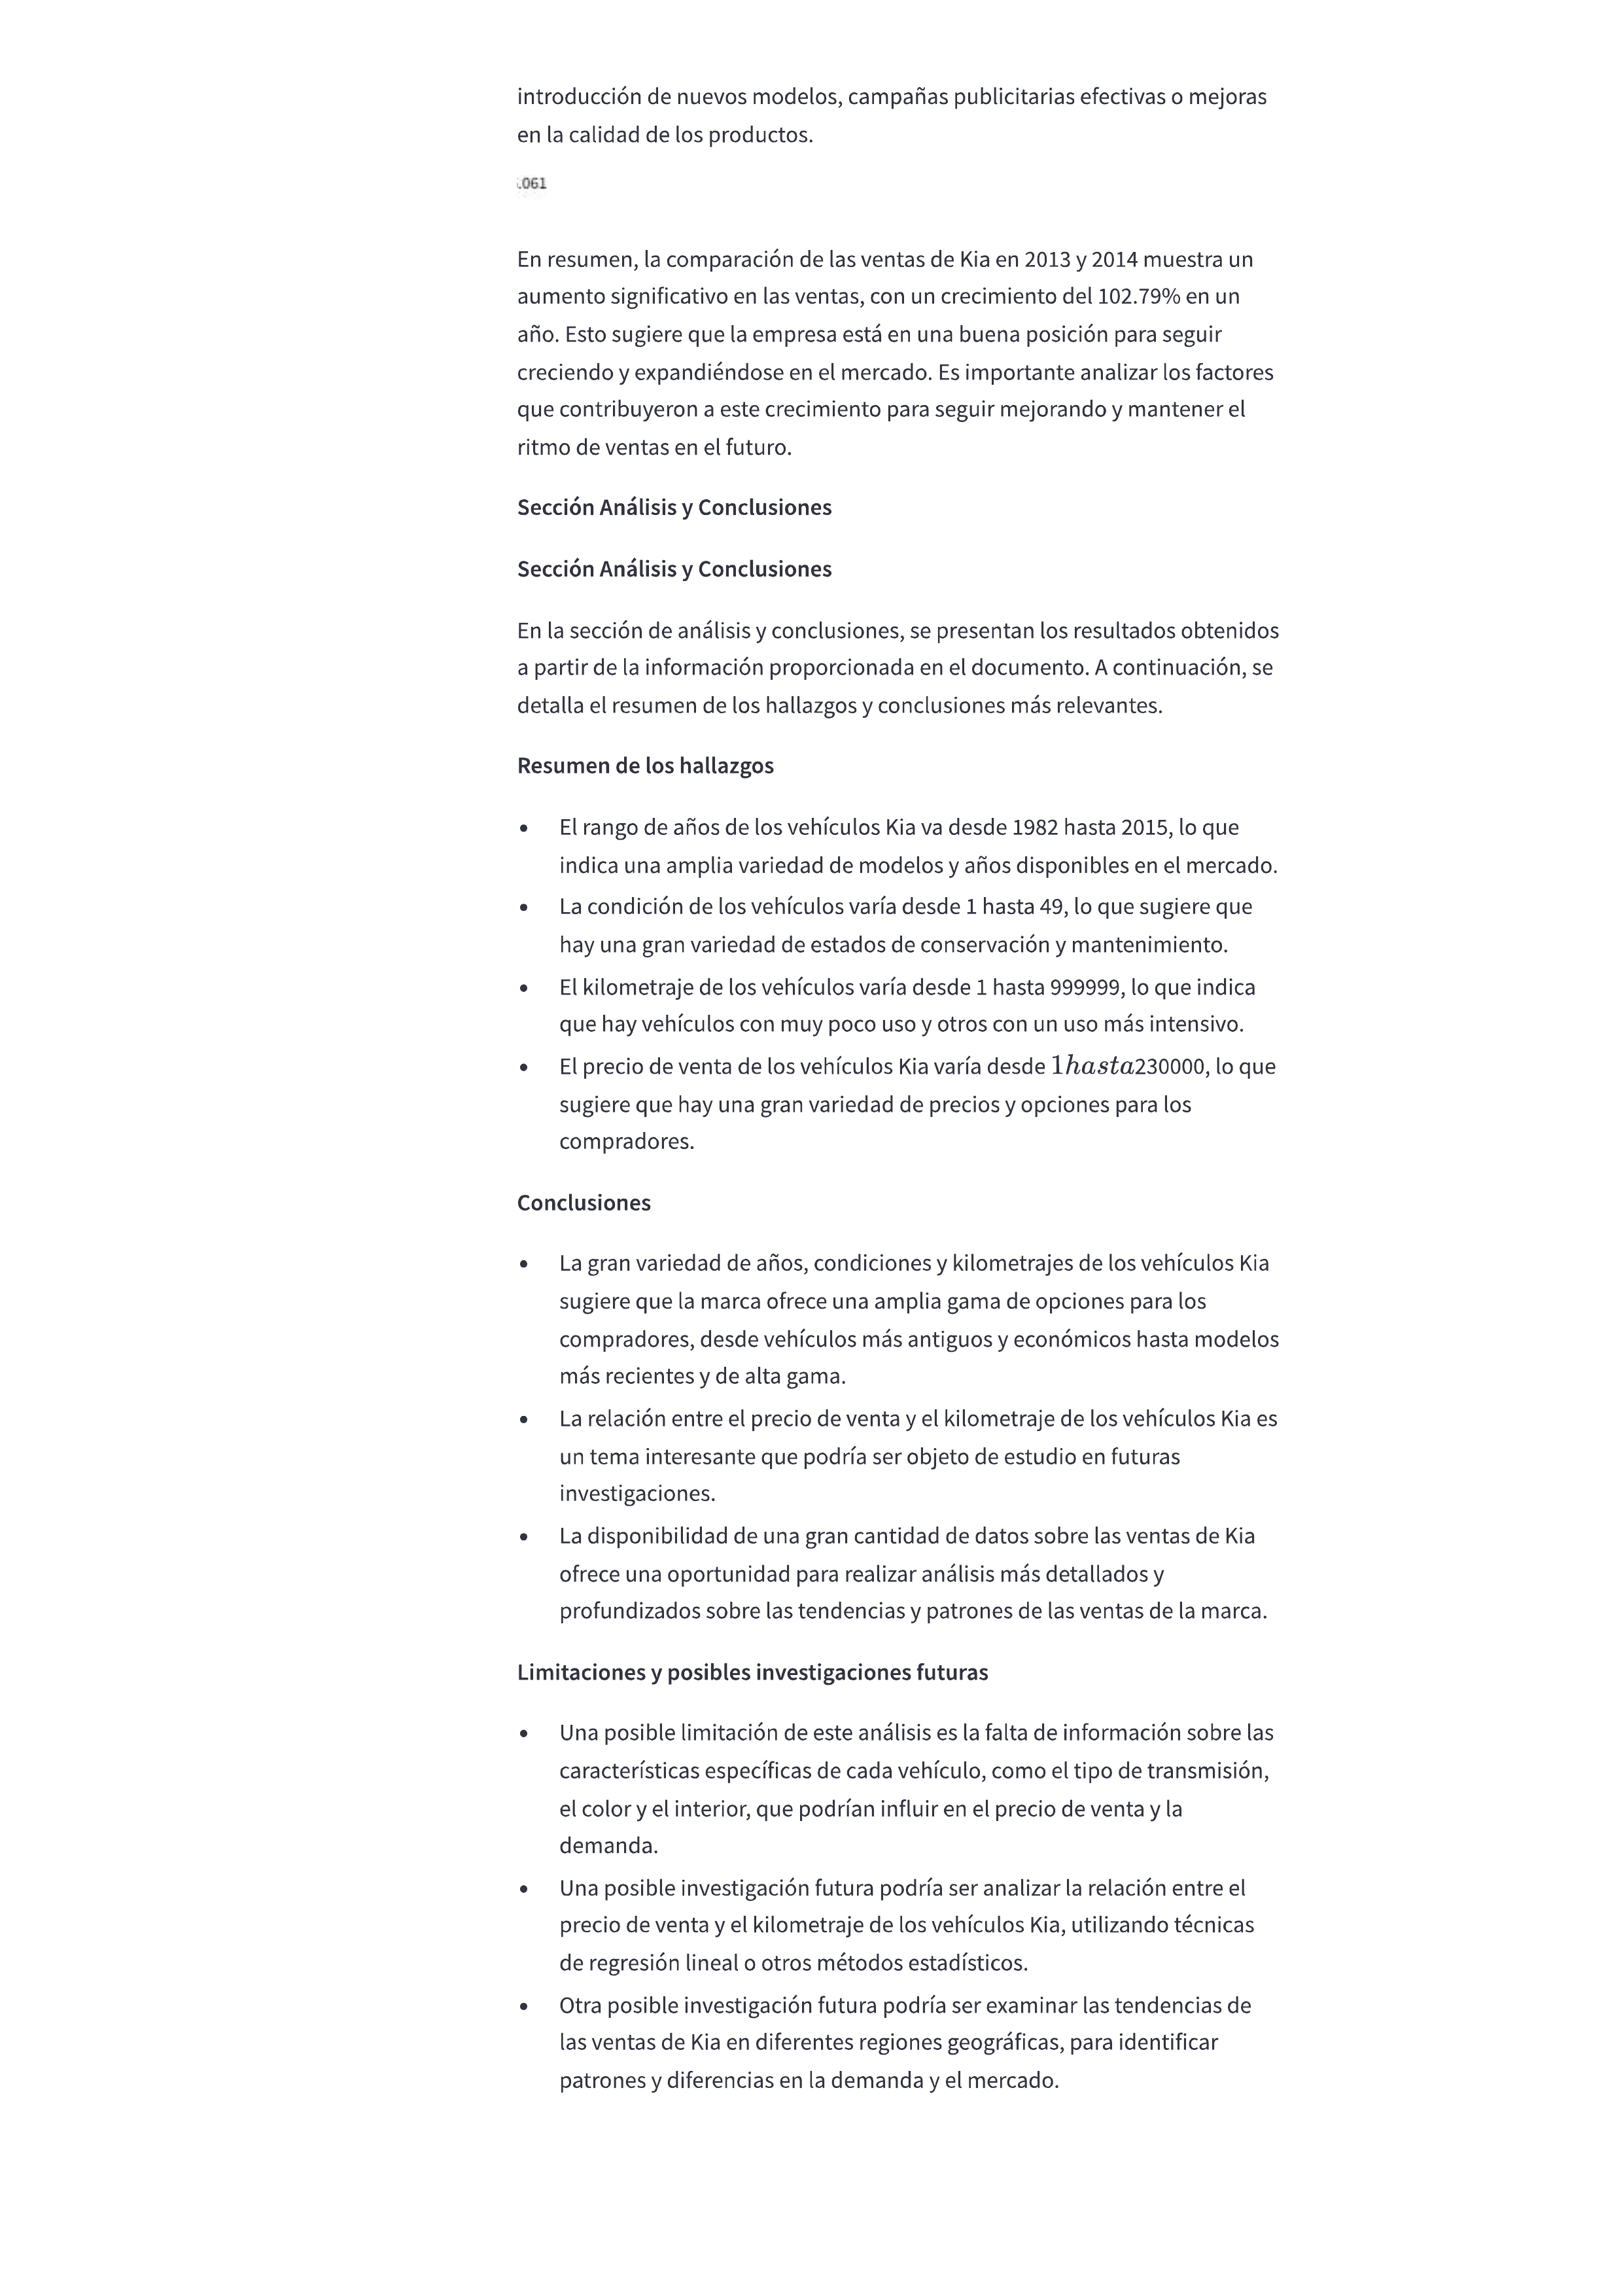 introducción de nuevos modelos, campañas publicitarias efectivas o mejoras
en la calidad de los productos.
.061
En resumen, la comparación de las ventas de Kia en 2013 y 2014 muestra un
aumento significativo en las ventas, con un crecimiento del 102.79% en un
año. Esto sugiere que la empresa está en una buena posición para seguir
creciendo y expandiéndose en el mercado. Es importante analizar los factores
que contribuyeron a este crecimiento para seguir mejorando y mantener el
ritmo de ventas en el futuro.
Sección Análisis y Conclusiones
Sección Análisis y Conclusiones
En la sección de análisis y conclusiones, se presentan los resultados obtenidos
a partir de la información proporcionada en el documento. A continuación, se
detalla el resumen de los hallazgos y conclusiones más relevantes.
Resumen de los hallazgos
• El rango de años de los vehículos Kia va desde 1982 hasta 2015, lo que
indica una amplia variedad de modelos y años disponibles en el mercado.
• La condición de los vehículos varía desde 1 hasta 49, lo que sugiere que
hay una gran variedad de estados de conservación y mantenimiento.
• El kilometraje de los vehículos varía desde 1 hasta 999999, lo que indica
que hay vehículos con muy poco uso y otros con un uso más intensivo.
• El precio de venta de los vehículos Kia varía desde 1hasta230000, lo que
sugiere que hay una gran variedad de precios y opciones para los
compradores.
Conclusiones
• La gran variedad de años, condiciones y kilometrajes de los vehículos Kia
sugiere que la marca ofrece una amplia gama de opciones para los
compradores, desde vehículos más antiguos y económicos hasta modelos
más recientes y de alta gama.
• La relación entre el precio de venta y el kilometraje de los vehículos Kia es
un tema interesante que podría ser objeto de estudio en futuras
investigaciones.
• La disponibilidad de una gran cantidad de datos sobre las ventas de Kia
ofrece una oportunidad para realizar análisis más detallados y
profundizados sobre las tendencias y patrones de las ventas de la marca.
Limitaciones y posibles investigaciones futuras
• Una posible limitación de este análisis es la falta de información sobre las
características específicas de cada vehículo, como el tipo de transmisión,
el color y el interior, que podrían influir en el precio de venta y la
demanda.
• Una posible investigación futura podría ser analizar la relación entre el
precio de venta y el kilometraje de los vehículos Kia, utilizando técnicas
de regresión lineal o otros métodos estadísticos.
• Otra posible investigación futura podría ser examinar las tendencias de
las ventas de Kia en diferentes regiones geográficas, para identificar
patrones y diferencias en la demanda y el mercado.